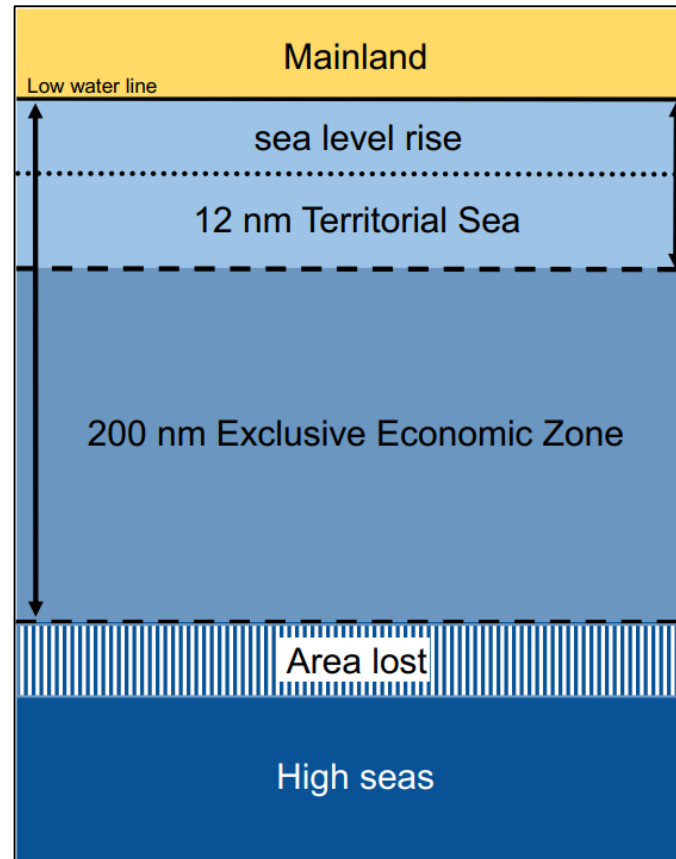 Mainland
Low water line
sea level rise
12 nm Territorial Sea
200 nm Exclusive Economic Zone
Area lost
High seas